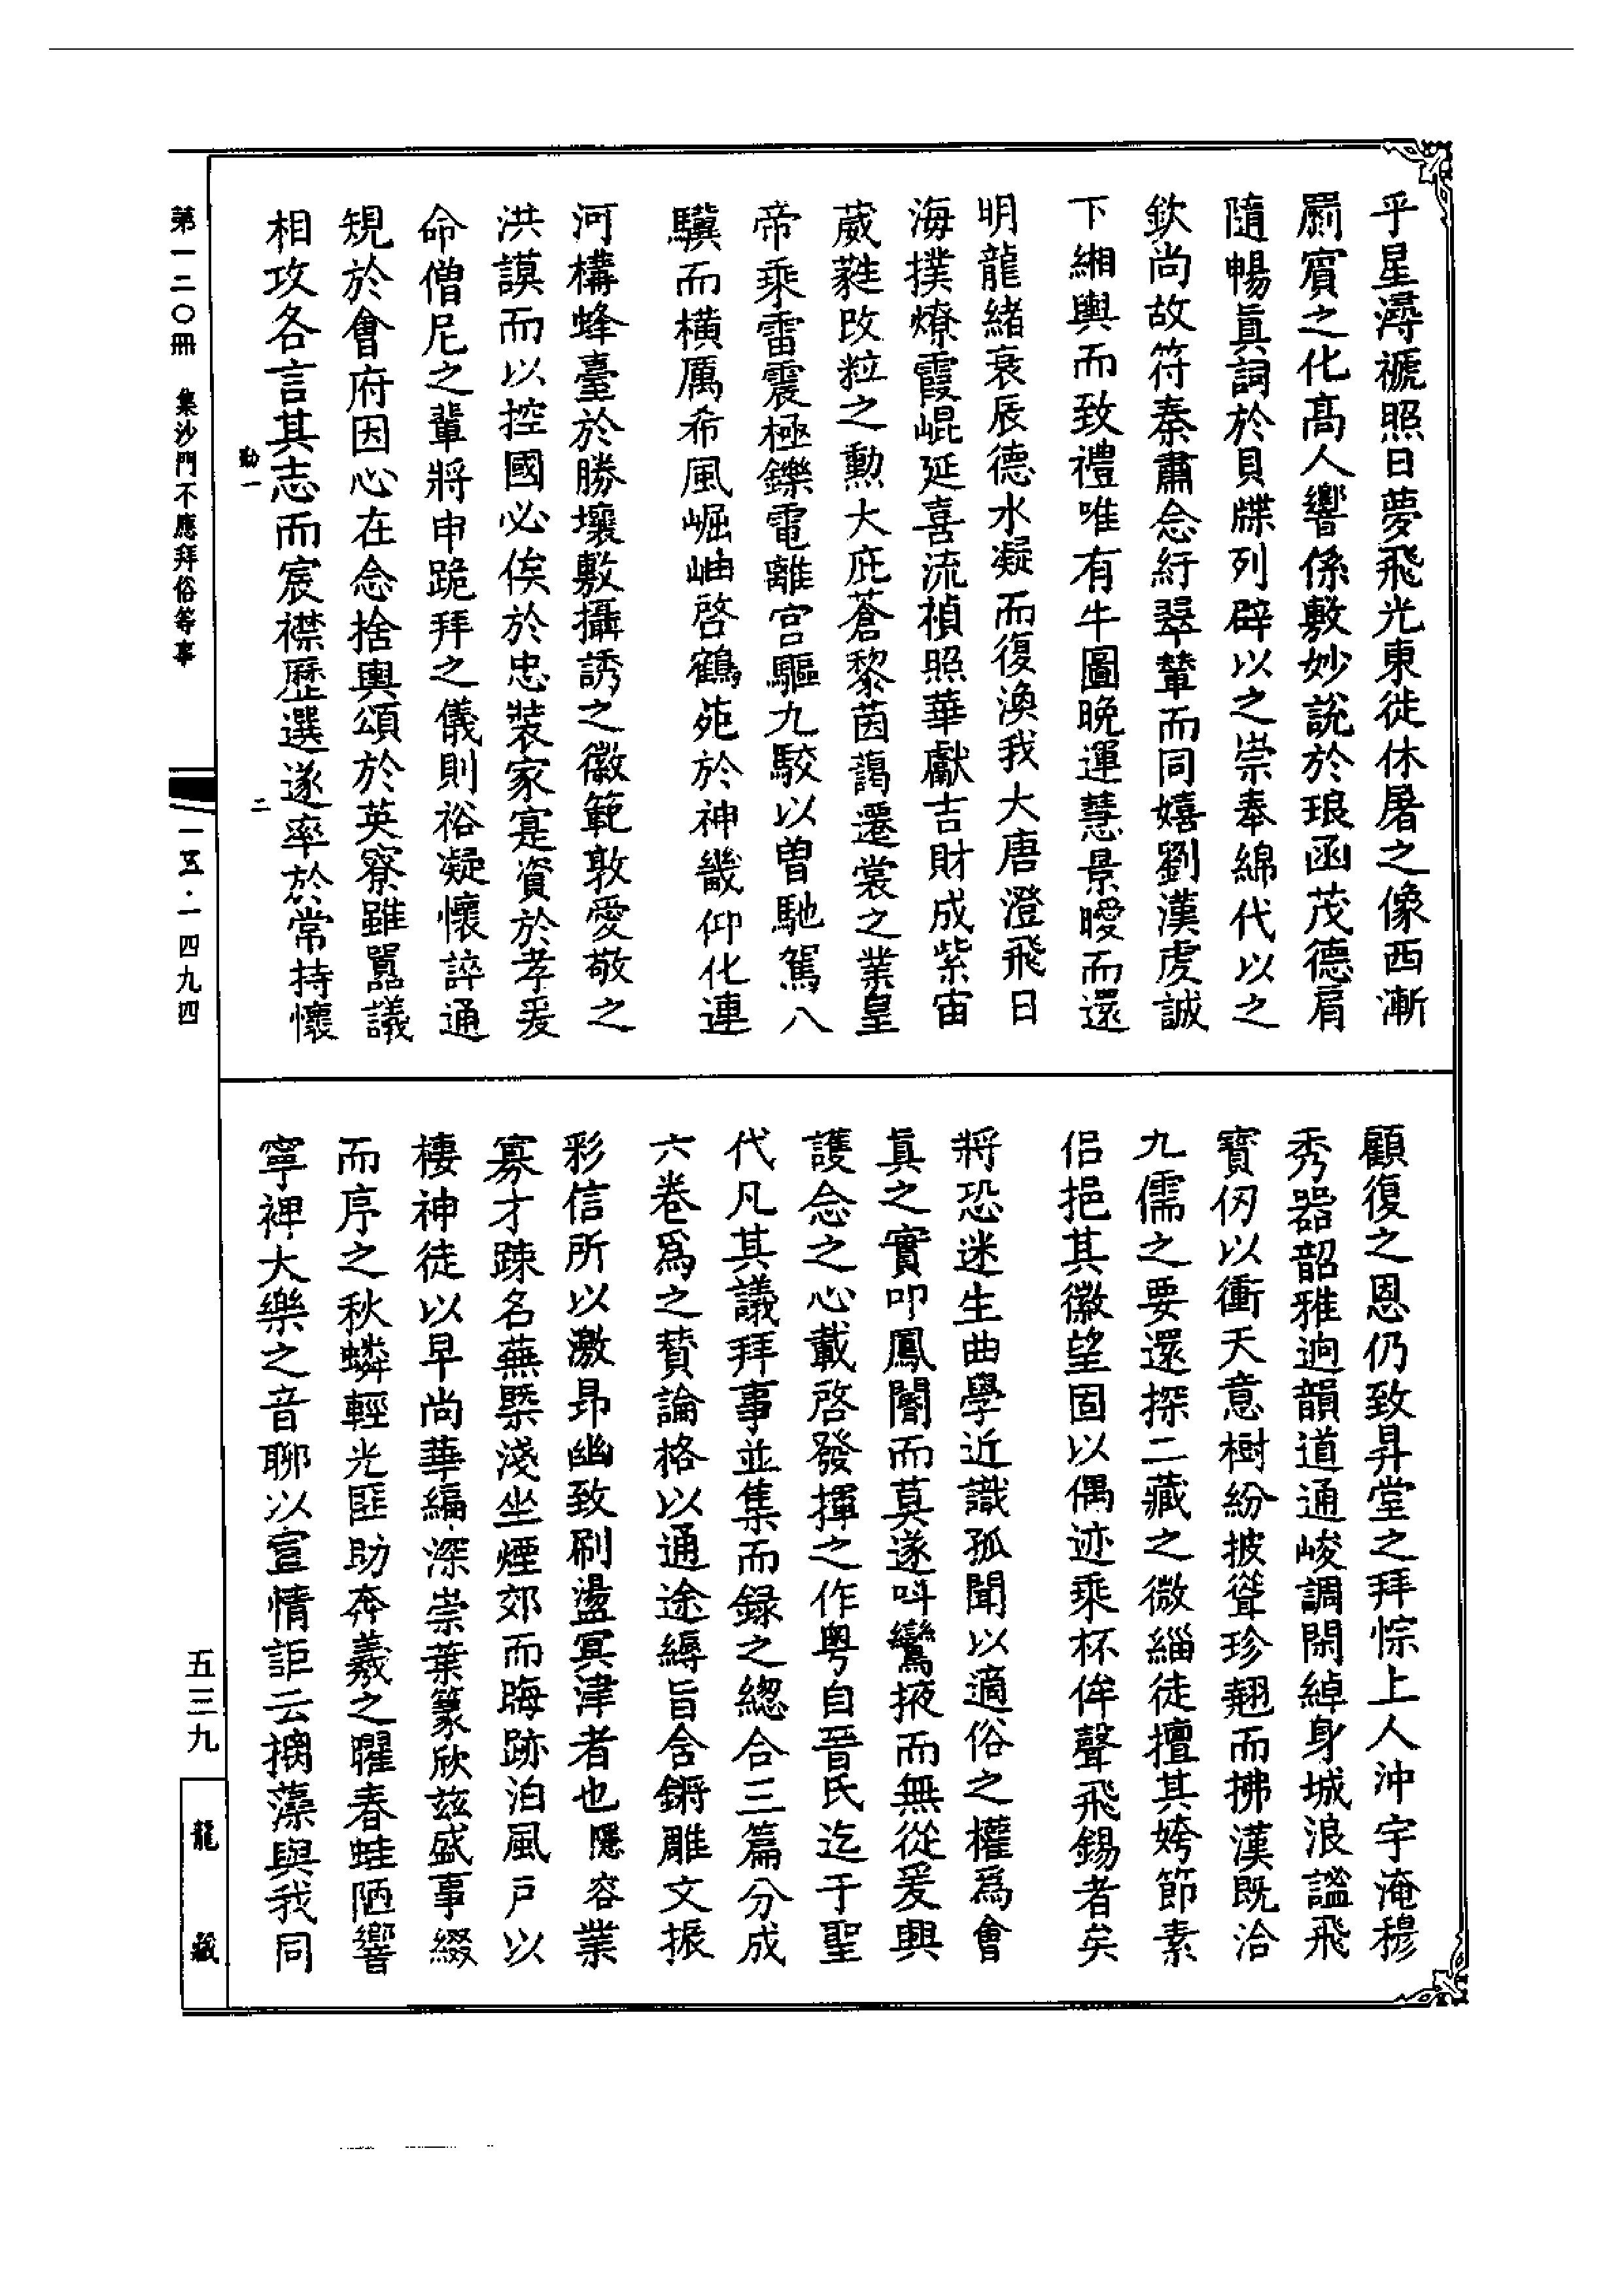 乎星潯褫照日夢飛光東徙休屠之像西漸
罽賓之化高人響係敷妙說於琅函茂德肩
隨暢眞詞於貝牒列辟以之崇奉綿代以之
欽尚故符秦肅念紆翠輦而同嬉劉漢虔誠
下緗輿而致禮唯有牛圖晚運慧景曖而還
明龍緒衰辰德水凝而復渙我大唐澄飛日
海撲燎霞崐延喜流禎照華獻吉財成紫宙
葳蕤改粒之勳大庇蒼黎茵藹遷裳之業皇
帝乘雷震極鑠電離宫驅九駮以曽馳駕八
驥而橫厲希風崛岫啓鶴苑於神畿仰化連
河構蜂臺於勝壤敷攝誘之徽範敦愛敬之
洪謨而以控國必俟於忠裝家寔資於孝爰
命僧尼之輩將申跪拜之儀則裕凝懷誶通
規於會府因心在念捨輿頌於英寮雖嚚議
相攻各言其志而宸襟歷選遂率於常持懷
顧復之恩仍致昇堂之拜悰上人沖宇淹穆
秀器韶雅逈韻道通峻調閑綽身城浪謐飛
寶仞以衝天意樹紛披聳珍翹而拂漢既洽
九儒之要還探二藏之微緇徒擅其姱節素
侣挹其徽望固以偶迹乘杯侔聲飛錫者矣
將恐迷生曲學近識孤聞以適俗之權爲會
眞之實叩鳳闇而莫遂叫鸞掖而無從爰興
護念之心載啓發揮之作粵自晉氏迄于聖
代凡其議拜事並集而録之緫合三篇分成
六卷爲之賛論格以通途縟旨含鏘雕文振
彩信所以激昻幽致刷盪冥津者也隱容業
寡才踈名蕪槩淺坐煙郊而晦跡泊風戸以
棲神徒以早尚華編深崇葉篆欣兹盛事綴
而序之秋蠎輕光匪助奔羲之曜春蛙陋響
寧裨大樂之音聊以宣情詎云摛藻與我同
勤一
二
第一二〇冊　集沙門不應拜俗等事
一五·一四九四
五三九
龍藏